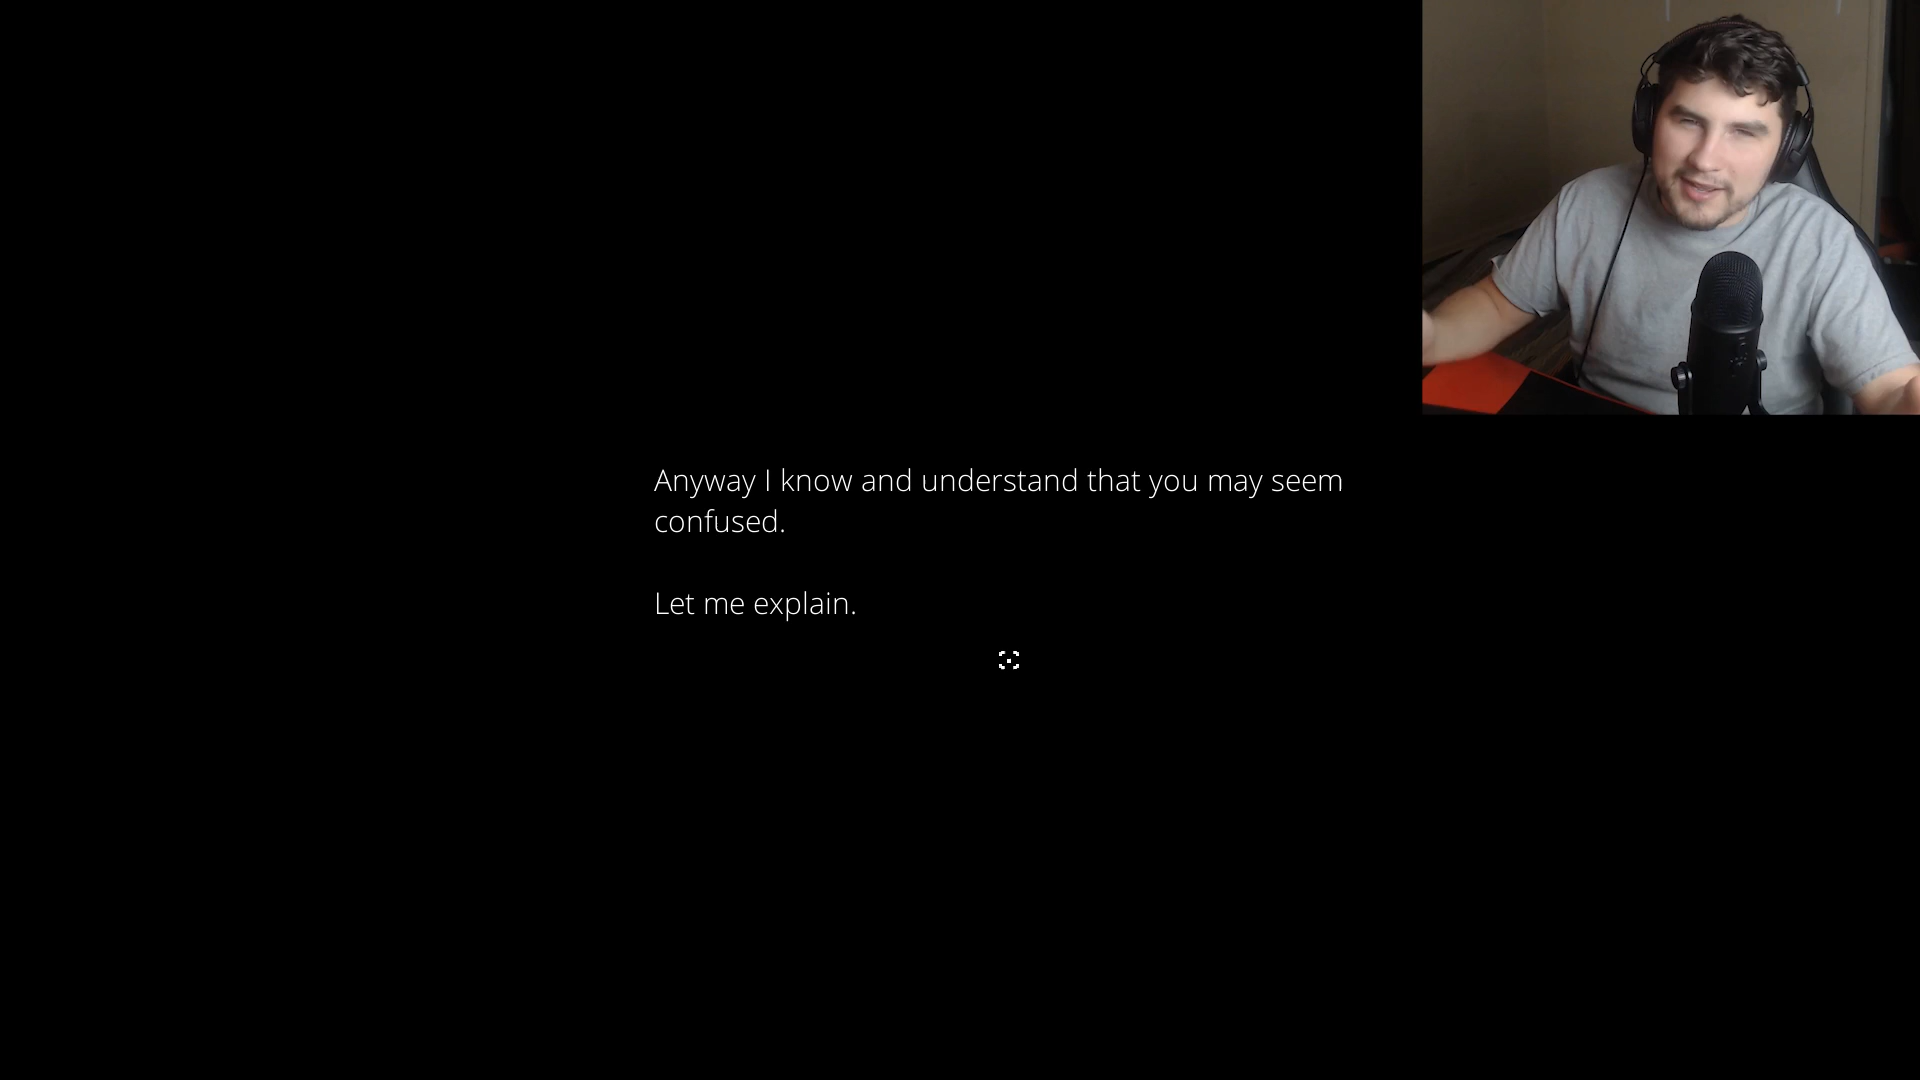 Anyway I know and understand that you may seem
confused.
Let me explain.